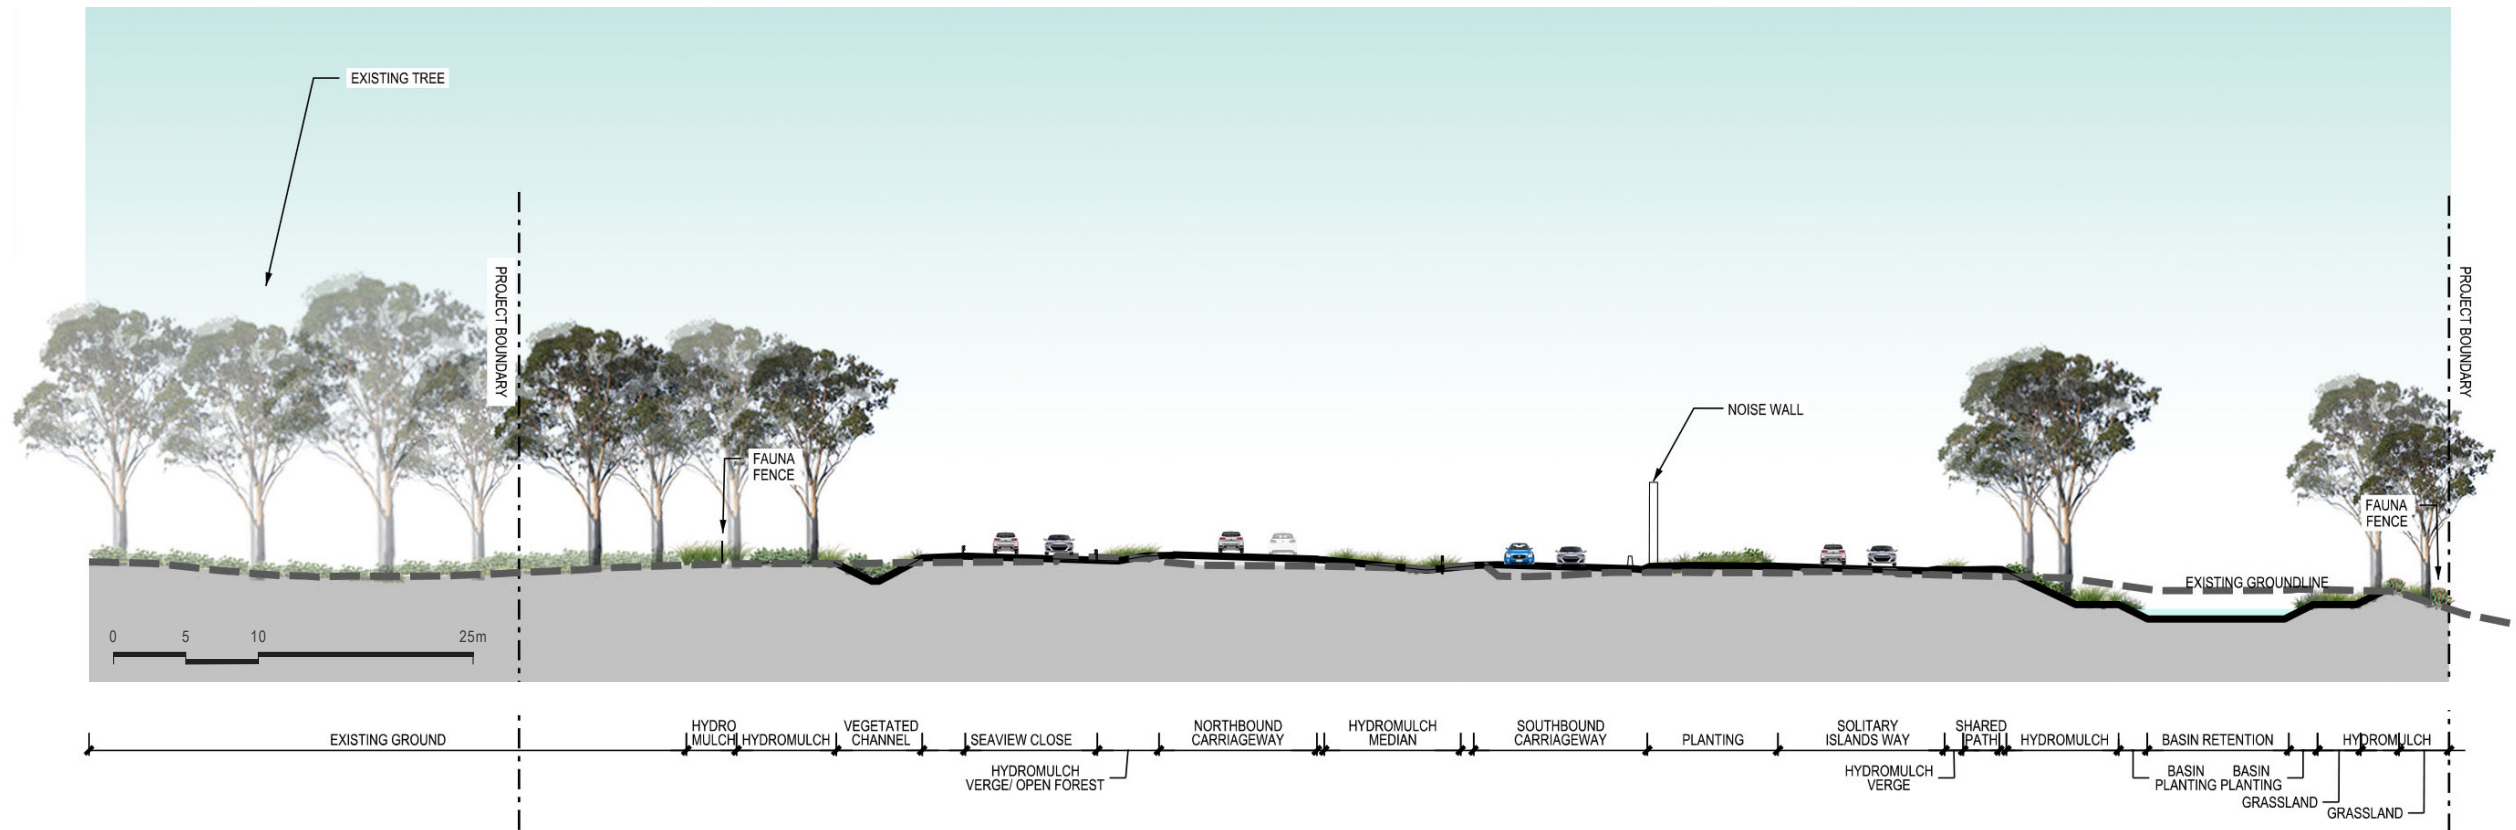 EXISTING TREE
PROJECT BOUNDARY
PROJECT BOUNDARY
NOISE WALL
FAUNA
FENCE
FAUNA
FENCE
EXISTING GROUNDLINE
0 5 10 25m
EXISTING GROUND
HYDRO
MULCH
HYDROMULCH
VEGETATED
CHANNEL
SEAVIEW CLOSE
HYDROMULCH
VERGE/ OPEN FOREST
NORTHBOUND
CARRIAGEWAY
HYDROMULCH
MEDIAN
SOUTHBOUND
CARRIAGEWAY
PLANTING
SOLITARY
ISLANDS WAY
HYDROMULCH
VERGE
SHARED
PATH
HYDROMULCH
BASIN
PLANTING
BASIN RETENTION
BASIN
PLANTING
GRASSLAND
HYDROMULCH
GRASSLAND